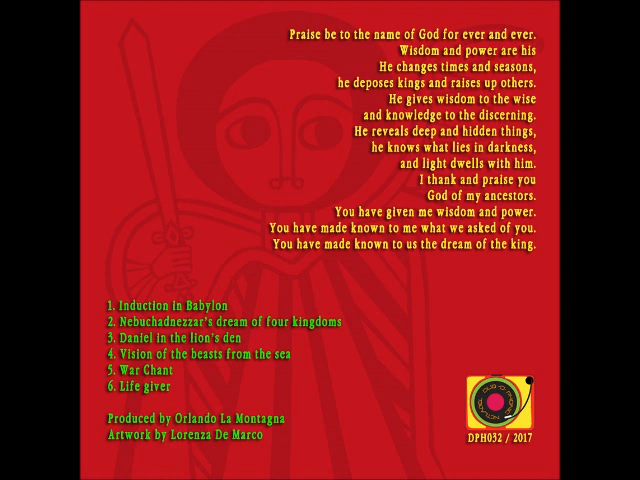 Praise be to the name of God for ever and ever.
Wisdom and power are his
He changes times and seasons,
he deposes kings and raises up others.
He gives wisdom to the wise
and knowledge to the discerning.
He reveals deep and hidden things,
he knows what lies in darkness,
and light dwells with him.
I thank and praise you
God of my ancestors.
You have given me wisdom and power.
You have made known to me what we asked of you.
You have made known to us the dream of the king.
1. Induction in Babylon
2. Nebuchadnezzar's dream of four kingdoms
3. Daniel in the lion's den
4. Vision of the beasts from the sea
5. War Chant
6. Life giver
Produced by Orlando La Montagna
Artwork by Lorenza De Marco
DPH032 / 2017